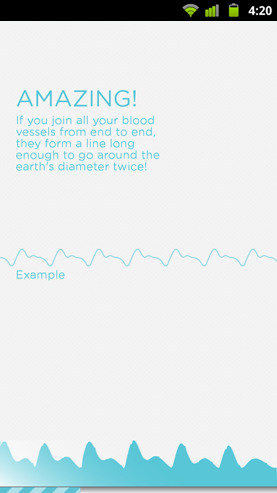 4:20
AMAZING!
If you join all your blood
vessels from end to end,
they form a line long
enough to go around the
earth's diameter twice!
Example